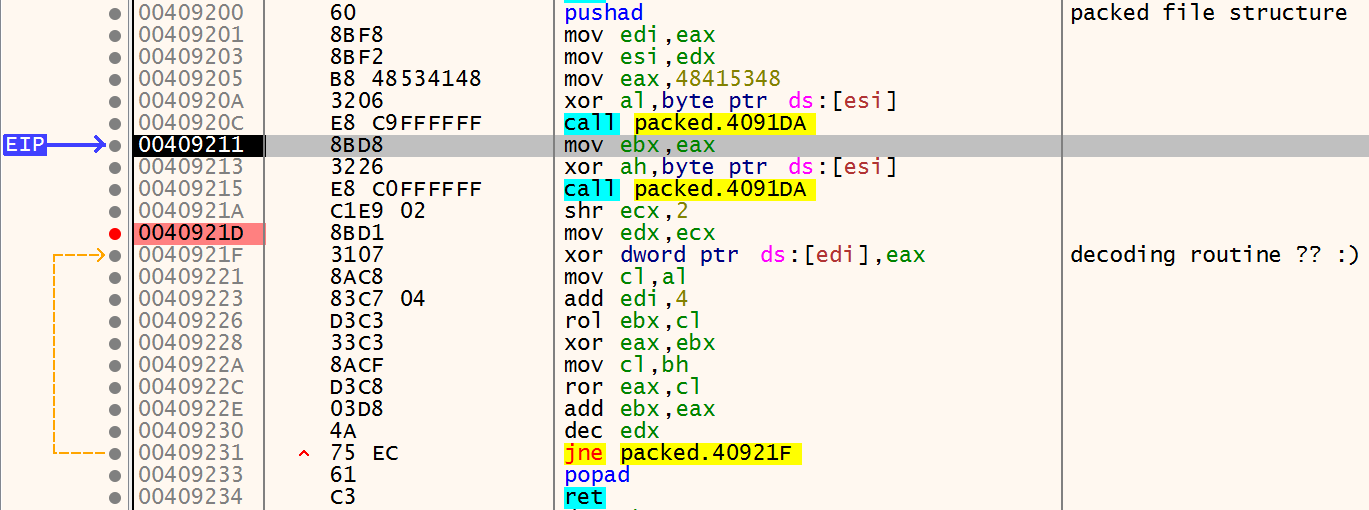 00409200 60 pushad packed file structure
00409201 8BF8 mov edi,eax
00409203 8BF2 mov esi,edx
00409205 B8 48534148 mov eax,48415348
0040920A 3206 xor al,byte ptr ds:[esi]
0040920C E8 C9FFFFFF call packed.4091DA
EIP 00409211 8BD8 mov ebx,eax
00409213 3226 xor ah,byte ptr ds:[esi]
00409215 E8 C0FFFFFF call packed.4091DA
0040921A C1E9 02 shr ecx,2
0040921D 8BD1 mov edx,ecx
0040921F 3107 xor dword ptr ds:[edi],eax decoding routine ?? :)
00409221 8AC8 mov cl,al
00409223 83C7 04 add edi,4
00409226 D3C3 rol ebx,cl
00409228 33C3 xor eax,ebx
0040922A 8ACF mov cl,bh
0040922C D3C8 ror eax,cl
0040922E 03D8 add ebx,eax
00409230 4A dec edx
00409231 ^ 75 EC jne packed.40921F
00409233 61 popad
00409234 C3 ret